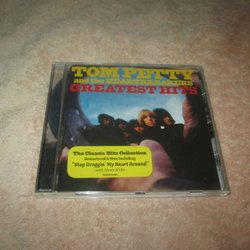 TOM PETTY
and the HEARTBREAKERS
GREATEST HITS
The Classic Hits Collection
Remastered & Now Including
"Stop Draggin' My Heart Around"
with Stevie Nicks